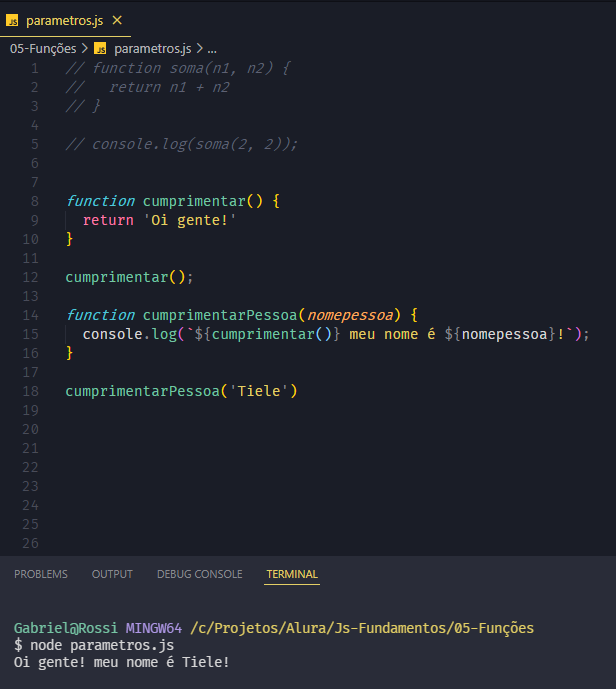 JS parametros.js ×
05-Funções > JS parametros.js > ...
1 // function soma(n1, n2) {
2 //   return n1 + n2
3 // }
4
5 // console.log(soma(2, 2));
6
7
8 function cumprimentar() {
9   return 'Oi gente!'
10 }
11
12 cumprimentar();
13
14 function cumprimentarPessoa(nomepessoa) {
15   console.log(`${cumprimentar()} meu nome é ${nomepessoa}!`);
16 }
17
18 cumprimentarPessoa('Tiele')
19
20
21
22
23
24
25
26
PROBLEMS OUTPUT DEBUG CONSOLE TERMINAL
Gabriel@Rossi MINGW64 /c/Projetos/Alura/Js-Fundamentos/05-Funções
$ node parametros.js
Oi gente! meu nome é Tiele!